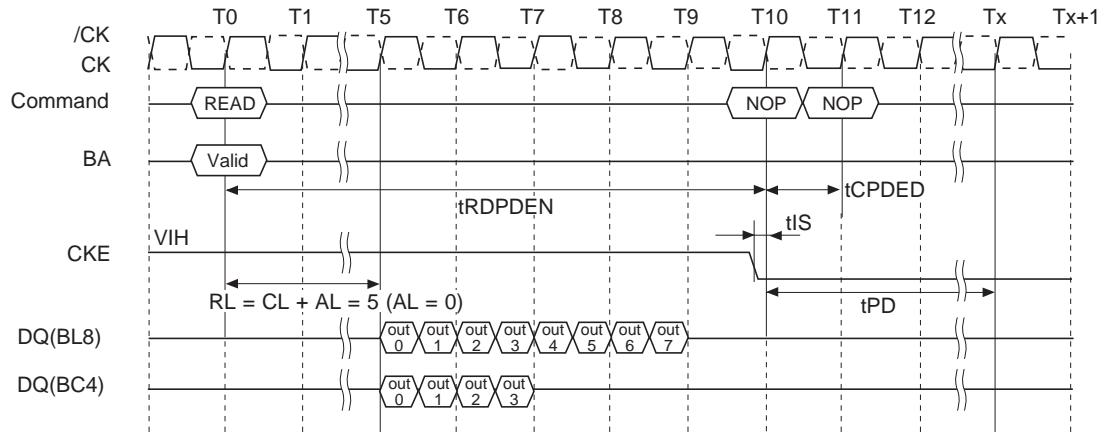 T0 T1 T5 T6 T7 T8 T9 T10 T11 T12 Tx Tx+1
/CK
CK
Command READ NOP NOP
BA Valid
tRDPDEN tCPDED
tIS
VIH
CKE
RL = CL + AL = 5 (AL = 0) tPD
DQ(BL8) out 0 out 1 out 2 out 3 out 4 out 5 out 6 out 7
DQ(BC4) out 0 out 1 out 2 out 3